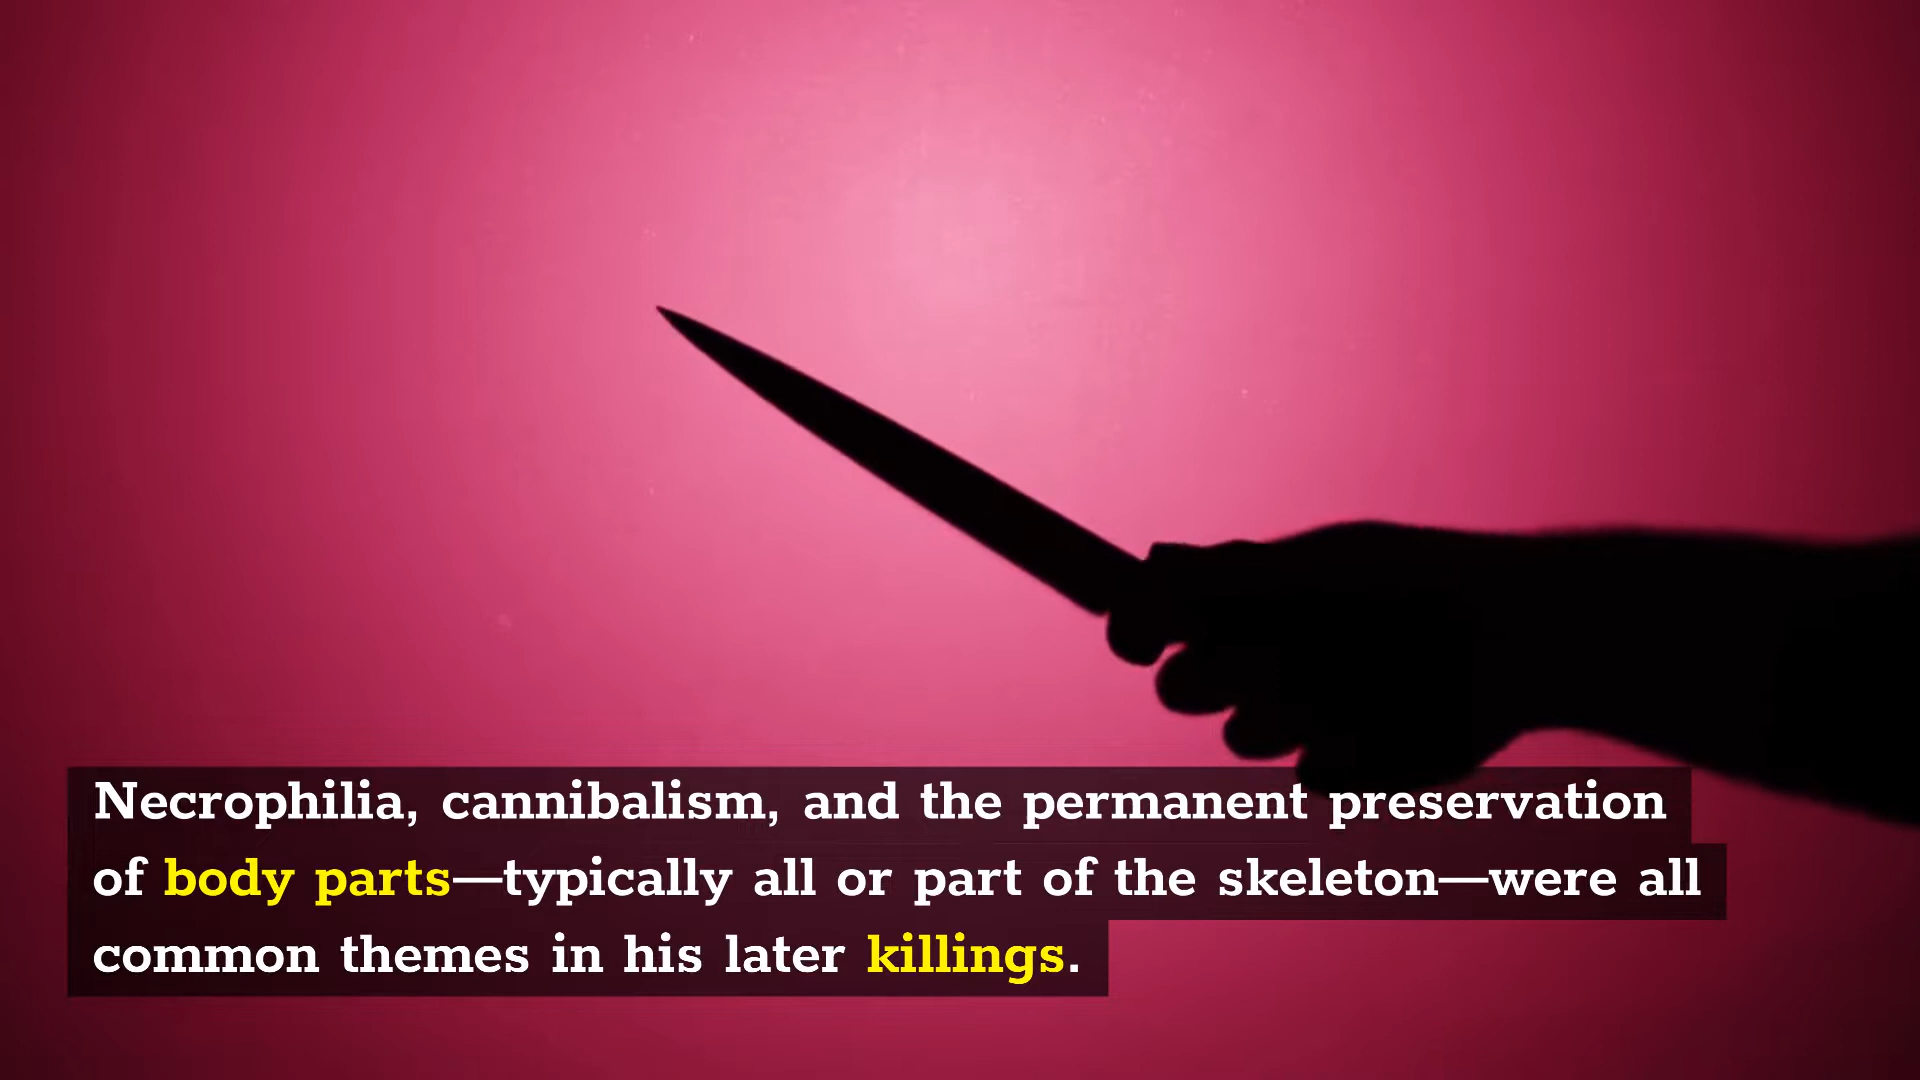 Necrophilia, cannibalism, and the permanent preservation
of body parts—typically all or part of the skeleton—were all
common themes in his later killings.